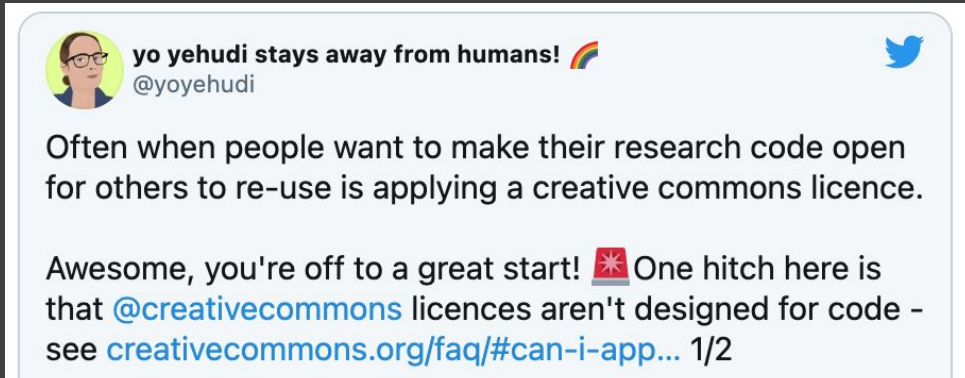 yo yehudi stays away from humans! 🌈
@yoyehudi
Often when people want to make their research code open
for others to re-use is applying a creative commons licence.
Awesome, you're off to a great start! 🚨One hitch here is
that @creativecommons licences aren't designed for code -
see creativecommons.org/faq/#can-i-app... 1/2